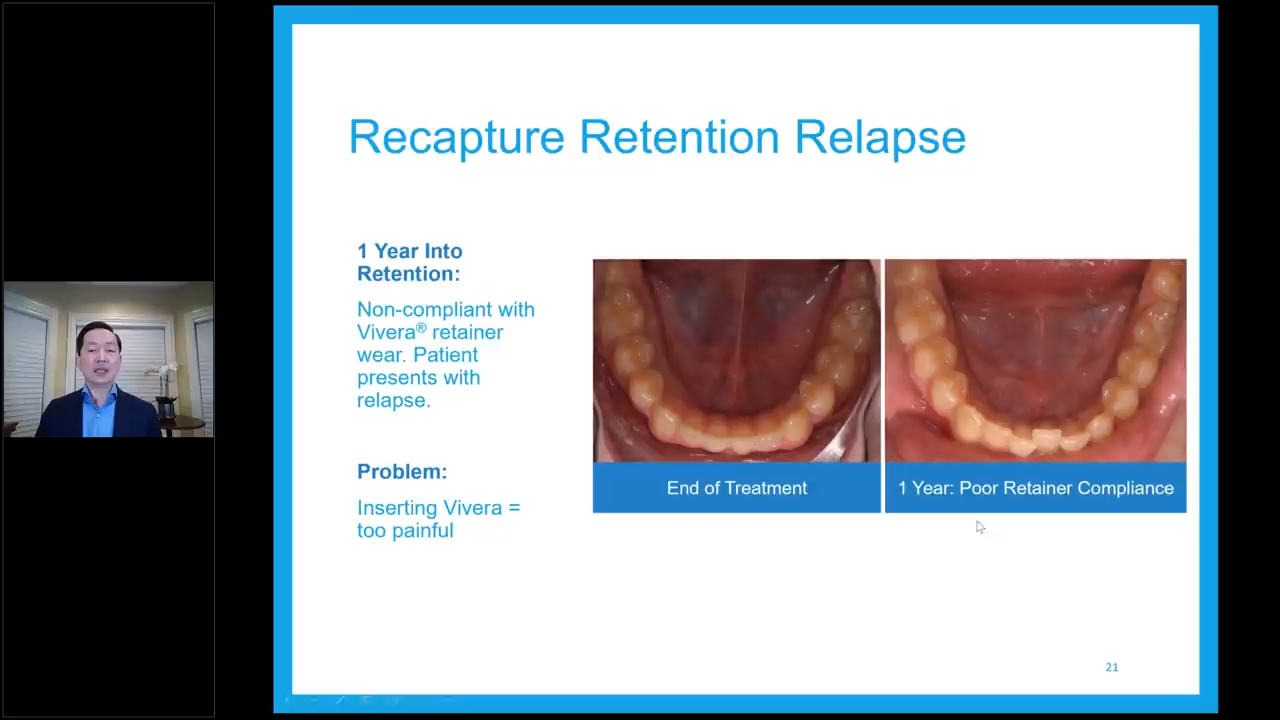 Recapture Retention Relapse
1 Year Into
Retention:
Non-compliant with
Vivera® retainer
wear. Patient
presents with
relapse.
Problem:
Inserting Vivera =
too painful
End of Treatment
1 Year: Poor Retainer Compliance
21